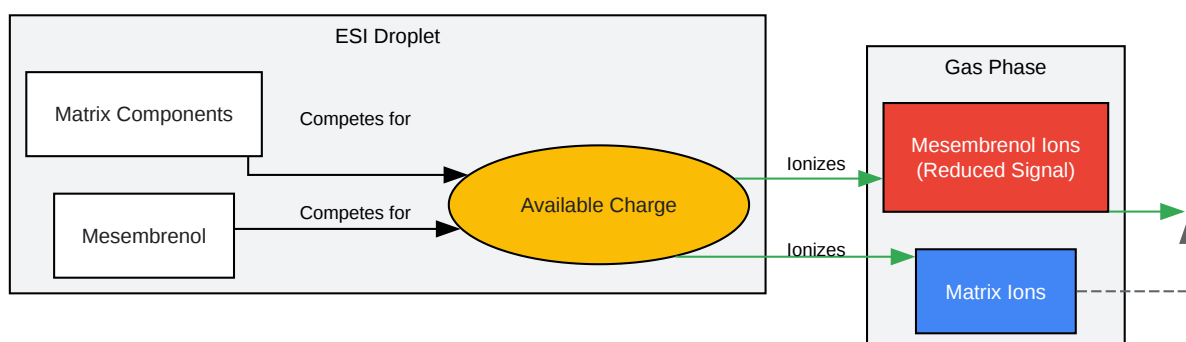 ESI Droplet
Matrix Components
Competes for
Mesembrenol
Competes for
Available Charge
Ionizes
Ionizes
Gas Phase
Mesembrenol Ions
(Reduced Signal)
Matrix Ions